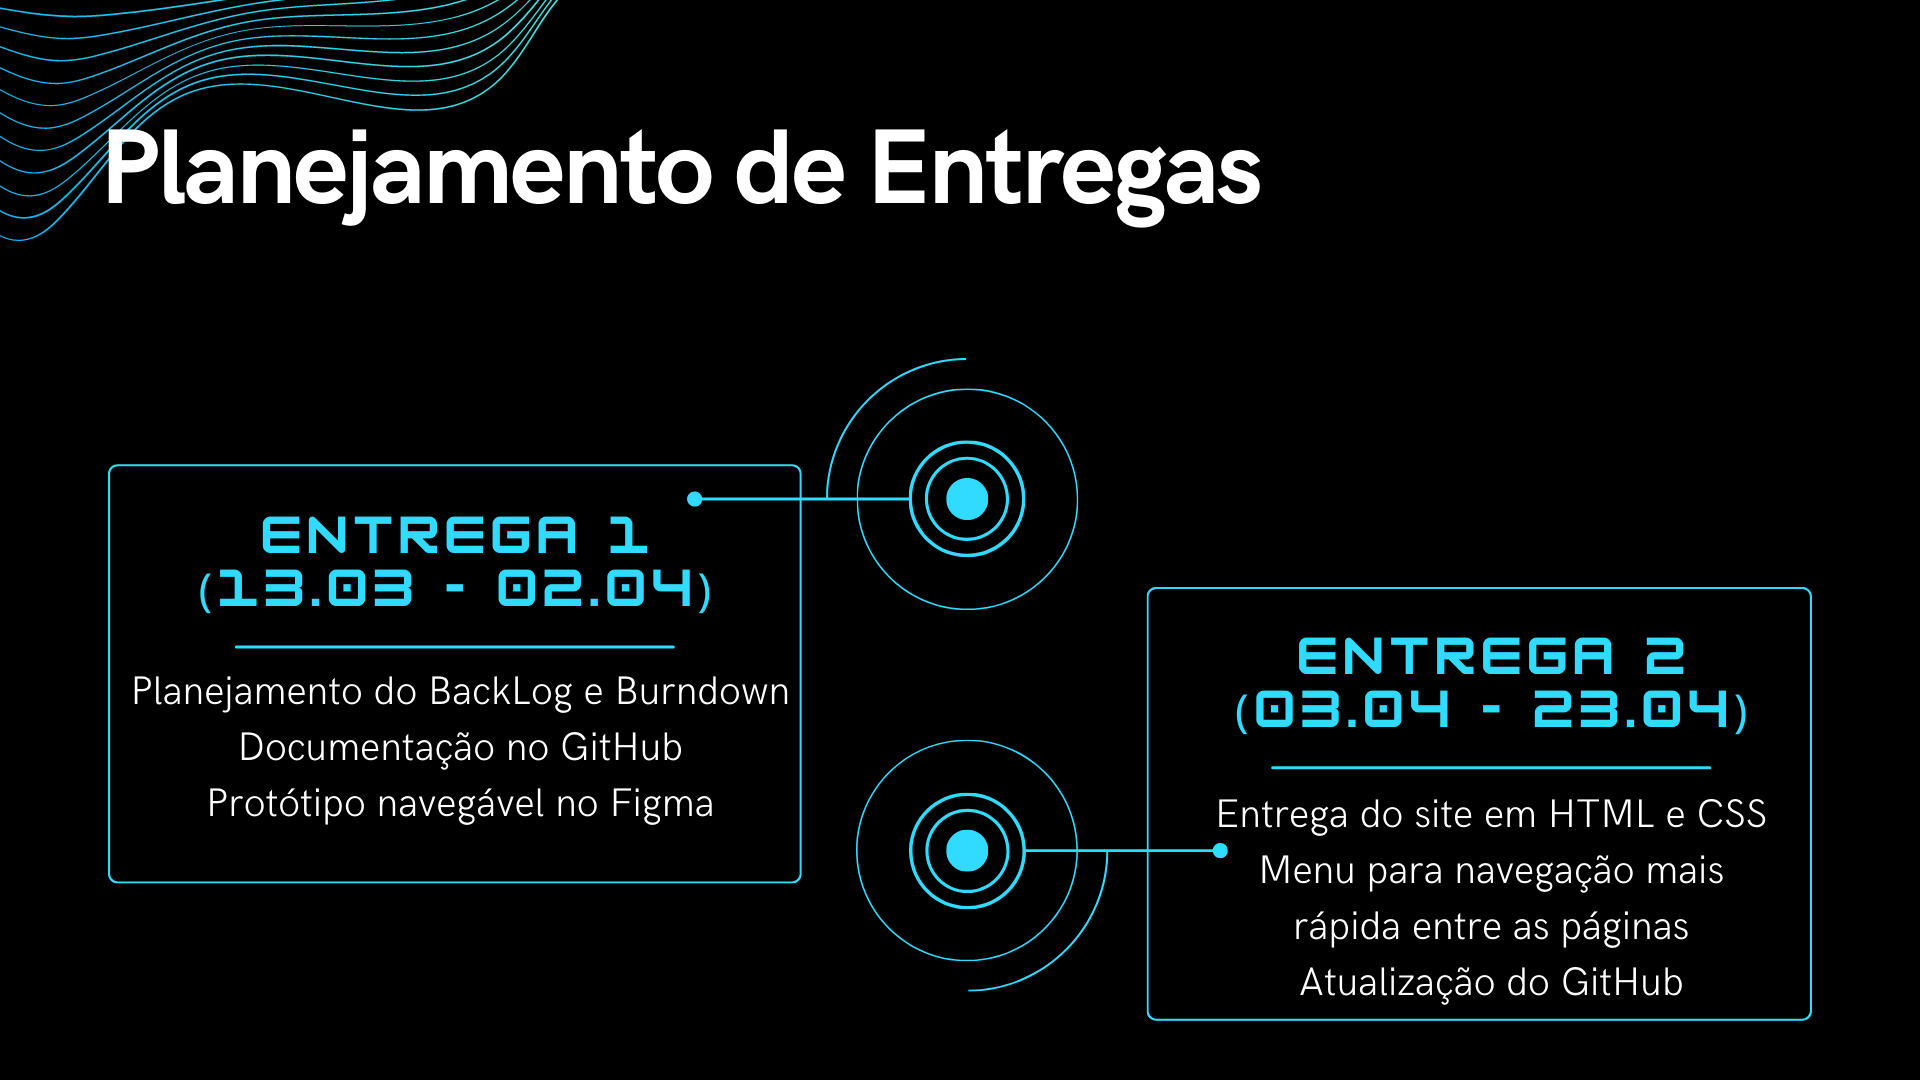 Planejamento de Entregas
ENTREGA 1
(13.03 - 02.04)
Planejamento do BackLog e Burndown
Documentação no GitHub
Protótipo navegável no Figma
ENTREGA 2
(03.04 - 23.04)
Entrega do site em HTML e CSS
Menu para navegação mais
rápida entre as páginas
Atualização do GitHub